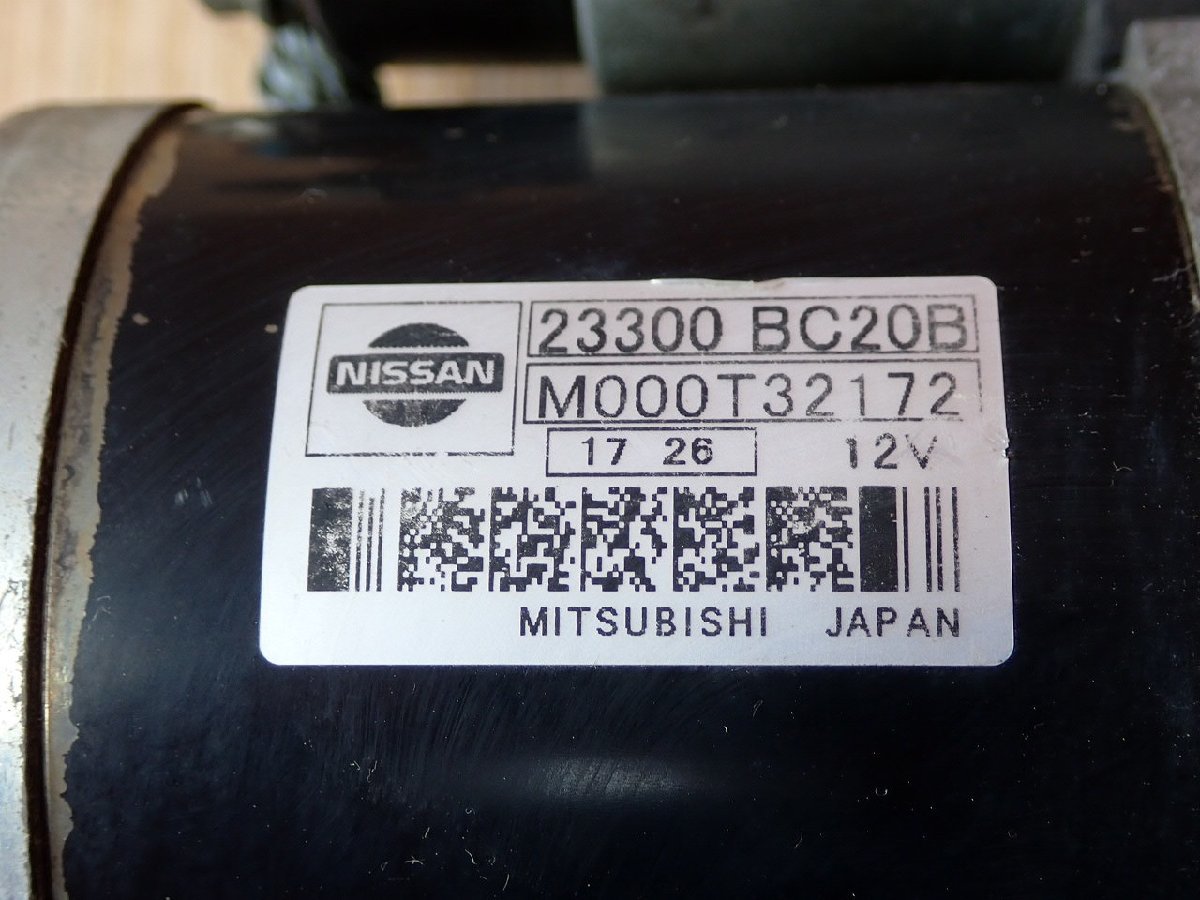 NISSAN
23300 BC20B
M000T32172
17 26
12V
MITSUBISHI JAPAN